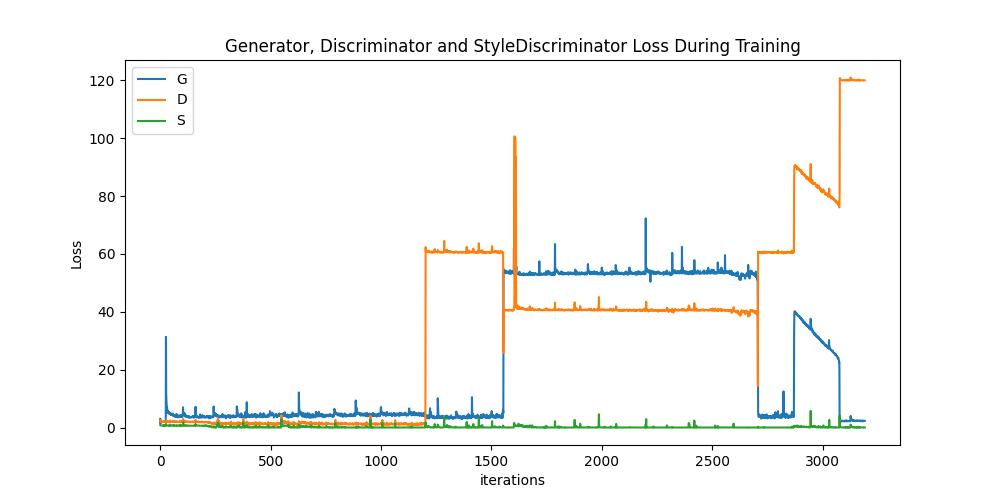 Generator, Discriminator and StyleDiscriminator Loss During Training
G
D
S
120
100
80
60
40
20
0
Loss
0 500 1000 1500 2000 2500 3000
iterations